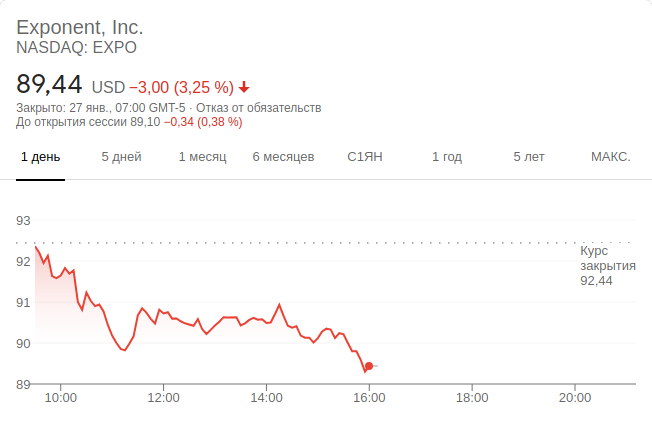 Exponent, Inc.
NASDAQ: EXPO
89,44 USD −3,00 (3,25 %)
Закрыто: 27 янв., 07:00 GMT-5 · Отказ от обязательств
До открытия сессии 89,10 −0,34 (0,38 %)
1 день 5 дней 1 месяц 6 месяцев С1ЯН 1 год 5 лет МАКС.
93
92
91
90
89
Курс
закрытия
92,44
10:00 12:00 14:00 16:00 18:00 20:00